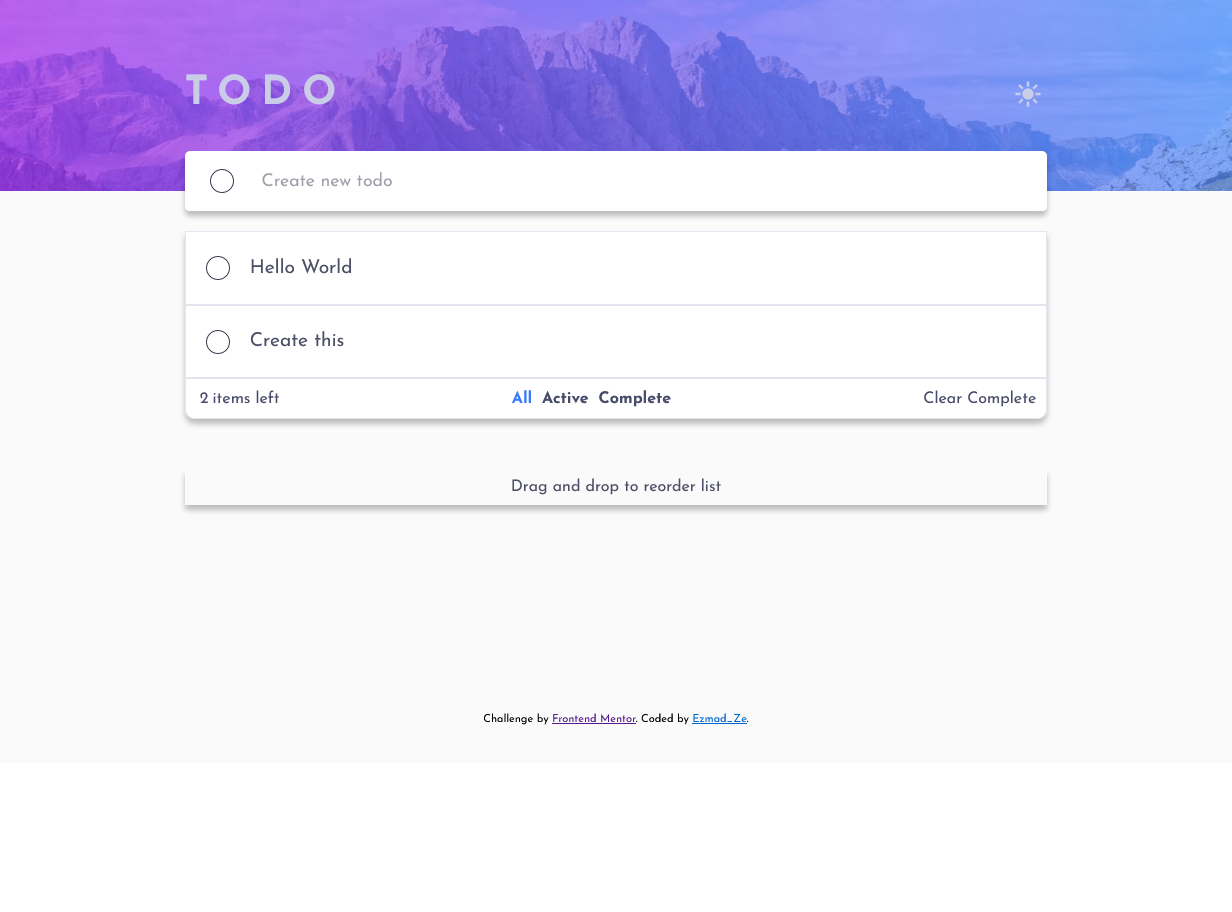 TODO
Create new todo
Hello World
Create this
2 items left All Active Complete Clear Complete
Drag and drop to reorder list
Challenge by Frontend Mentor. Coded by Ezmad_Ze.